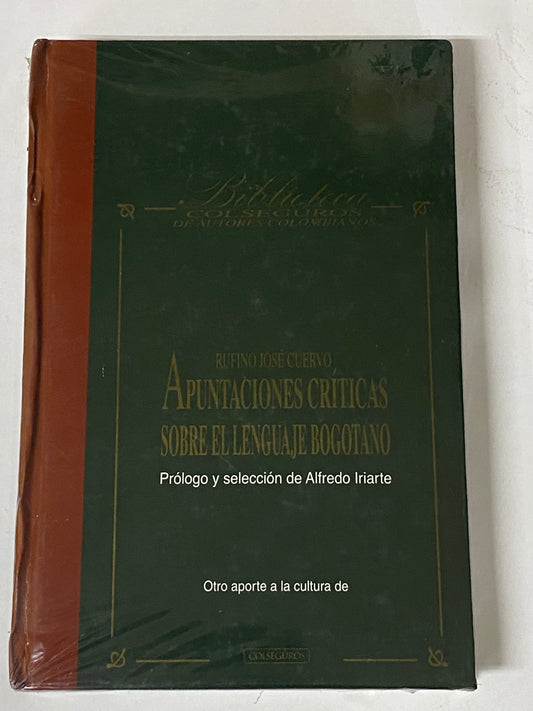 Biblioteca
COLSEGUROS
DE AUTORES COLOMBIANOS
RUFINO JOSÉ CUERVO
APUNTACIONES CRÍTICAS
SOBRE EL LENGUAJE BOGOTANO
Prólogo y selección de Alfredo Iriarte
Otro aporte a la cultura de
COLSEGUROS